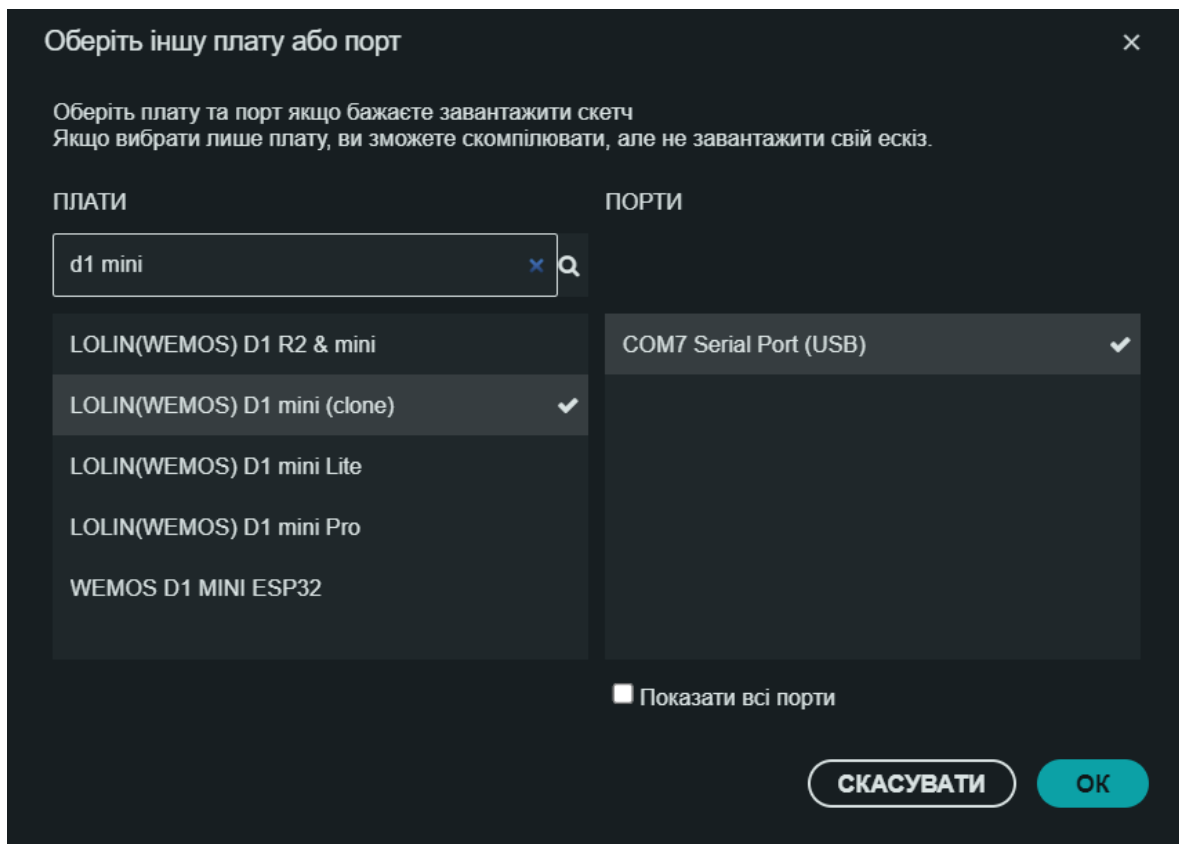 Оберіть іншу плату або порт
Оберіть плату та порт якщо бажаєте завантажити скетч
Якщо вибрати лише плату, ви зможете скомпілювати, але не завантажити свій ескіз.
ПЛАТИ
ПОРТИ
d1 mini
LOLIN(WEMOS) D1 R2 & mini
COM7 Serial Port (USB)
LOLIN(WEMOS) D1 mini (clone)
LOLIN(WEMOS) D1 mini Lite
LOLIN(WEMOS) D1 mini Pro
WEMOS D1 MINI ESP32
Показати всі порти
СКАСУВАТИ
ОК